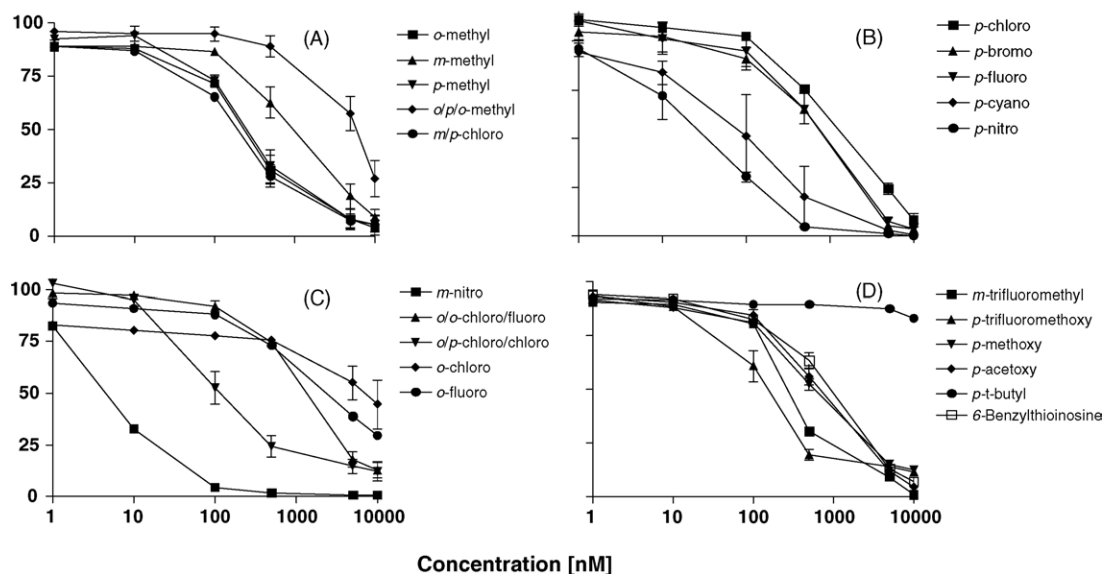 100
75
50
25
0
(A)
o-methyl
m-methyl
p-methyl
o/p/o-methyl
m/p-chloro
(B)
p-chloro
p-bromo
p-fluoro
p-cyano
p-nitro
100
75
50
25
0
1
10
100
1000
10000
(C)
m-nitro
o/o-chloro/fluoro
o/p-chloro/chloro
o-chloro
o-fluoro
(D)
m-trifluoromethyl
p-trifluoromethoxy
p-methoxy
p-acetoxy
p-t-butyl
6-Benzylthioinosine
1
10
100
1000
10000
Concentration [nM]